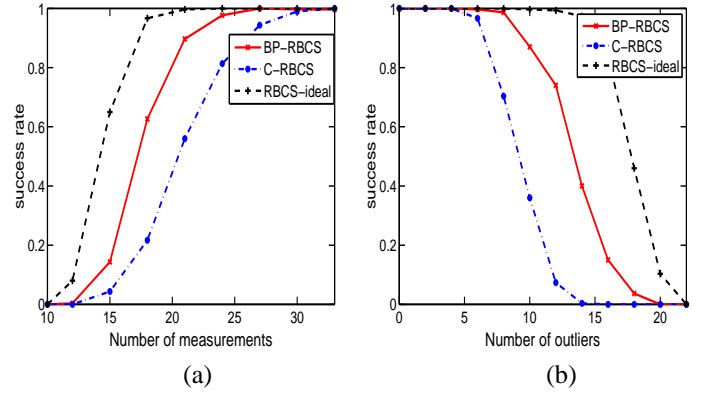 1
0.8
0.6
0.4
0.2
0
success rate
10
15
20
25
30
Number of measurements
BP−RBCS
C−RBCS
RBCS−ideal
(a)
1
0.8
0.6
0.4
0.2
0
success rate
0
5
10
15
20
Number of outliers
BP−RBCS
C−RBCS
RBCS−ideal
(b)